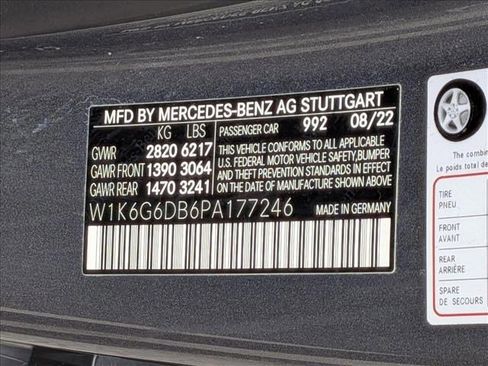 MFD BY MERCEDES-BENZ AG STUTTGART
KG LBS PASSENGER CAR 992 08/22
GVWR 2820 6217 THIS VEHICLE CONFORMS TO ALL APPLICABLE
GAWR FRONT 1390 3064 U.S. FEDERAL MOTOR VEHICLE SAFETY,BUMPER
AND THEFT PREVENTION STANDARDS IN EFFECT
GAWR REAR 1470 3241 ON THE DATE OF MANUFACTURE SHOWN ABOVE
W1K6G6DB6PA177246 MADE IN GERMANY
The combin
Le poids total de
TIRE
PNEU
FRONT
AVANT
REAR
ARRIÈRE
SPARE
DE SECOURS